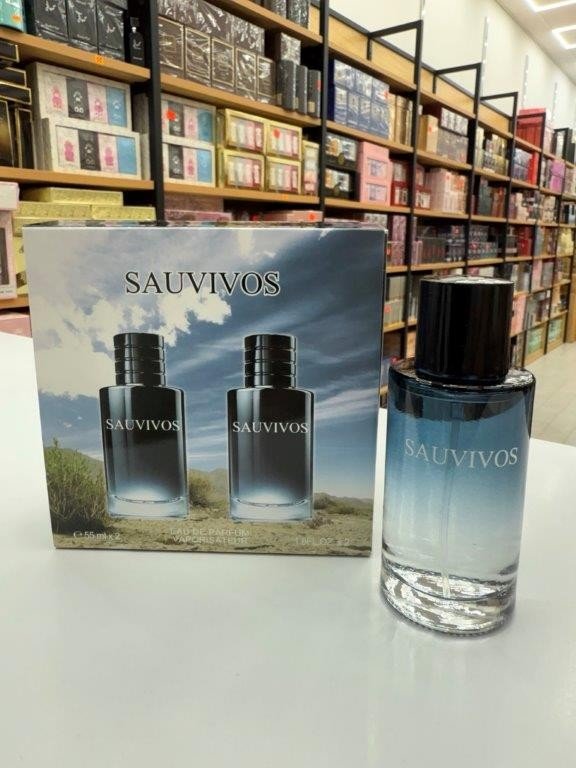 SAUVIVOS
SAUVIVOS
SAUVIVOS
SAUVIVOS
℮ 55 ml x 2
EAU DE PARFUM
VAPORISATEUR
1.8FL.OZ. x 2